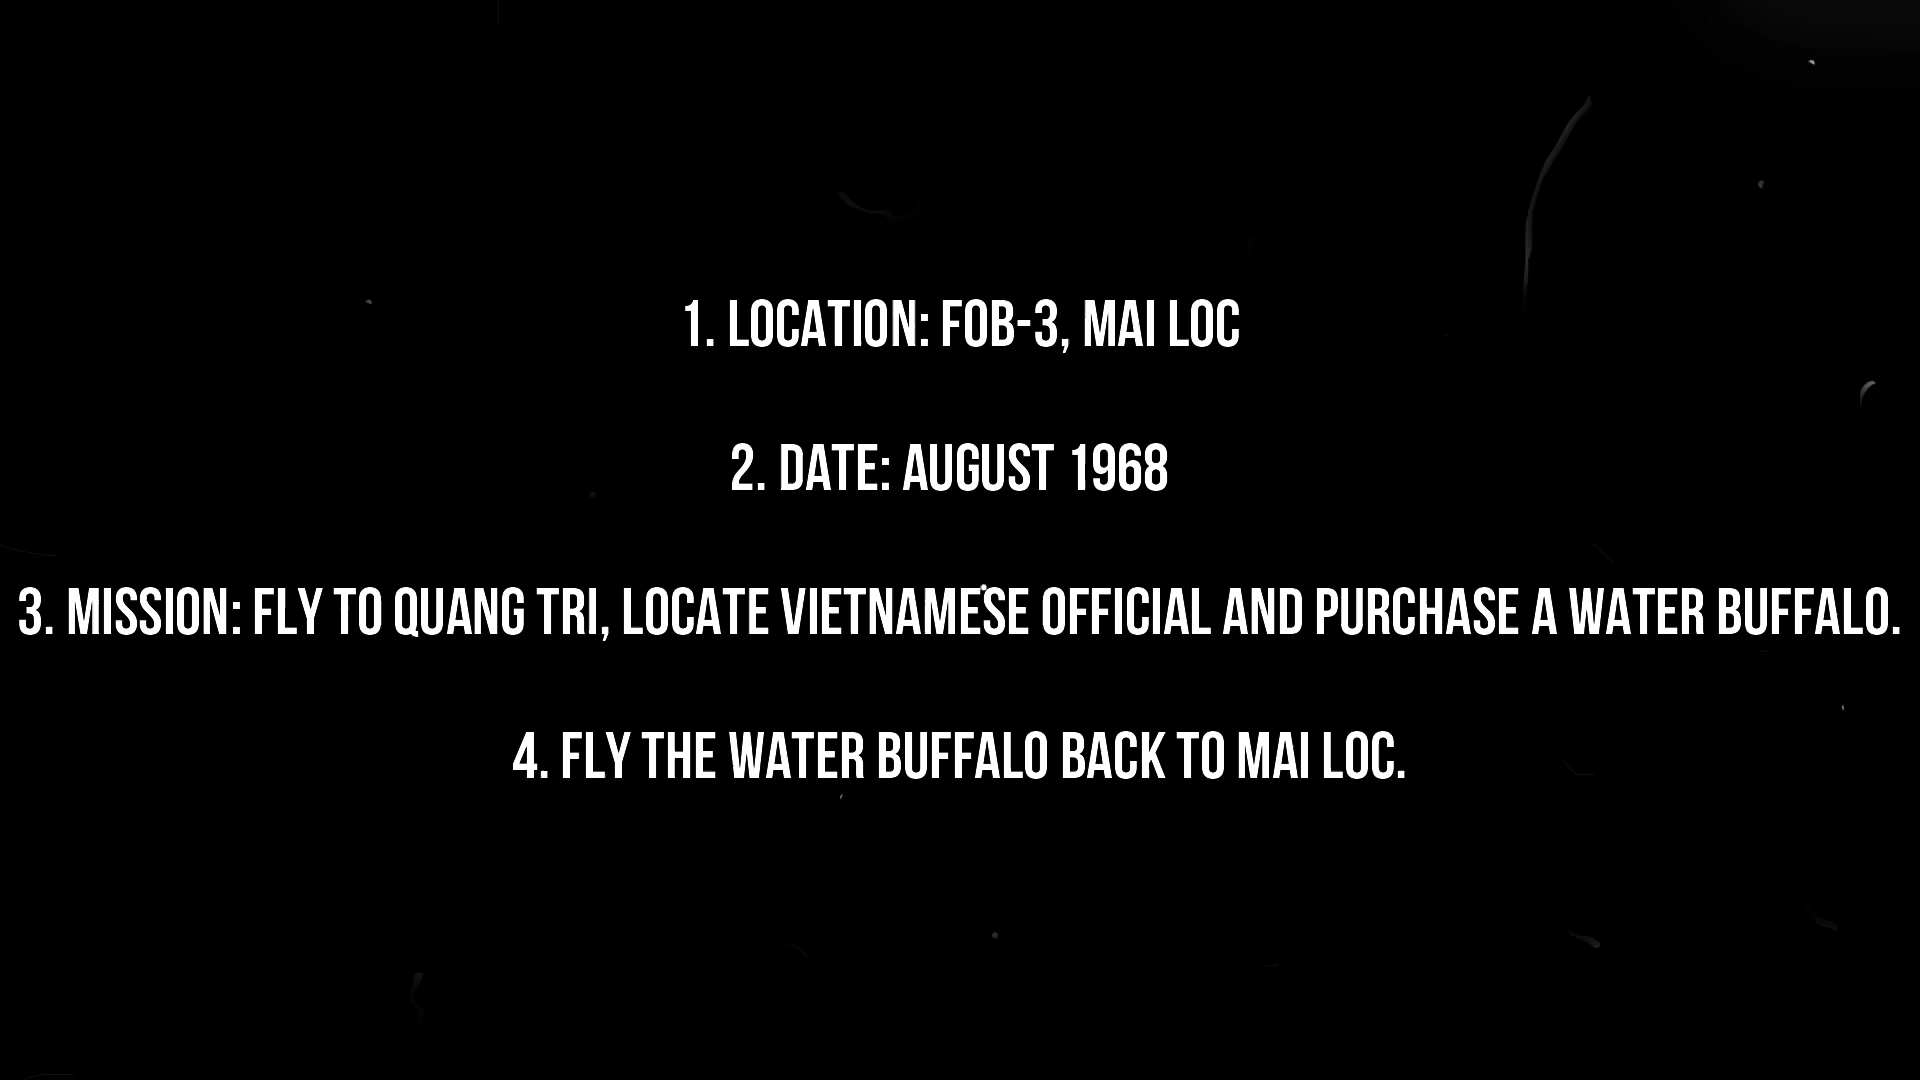 1. LOCATION: FOB-3, MAI LOC
2. DATE: AUGUST 1968
3. MISSION: FLY TO QUANG TRI, LOCATE VIETNAMESE OFFICIAL AND PURCHASE A WATER BUFFALO.
4. FLY THE WATER BUFFALO BACK TO MAI LOC.